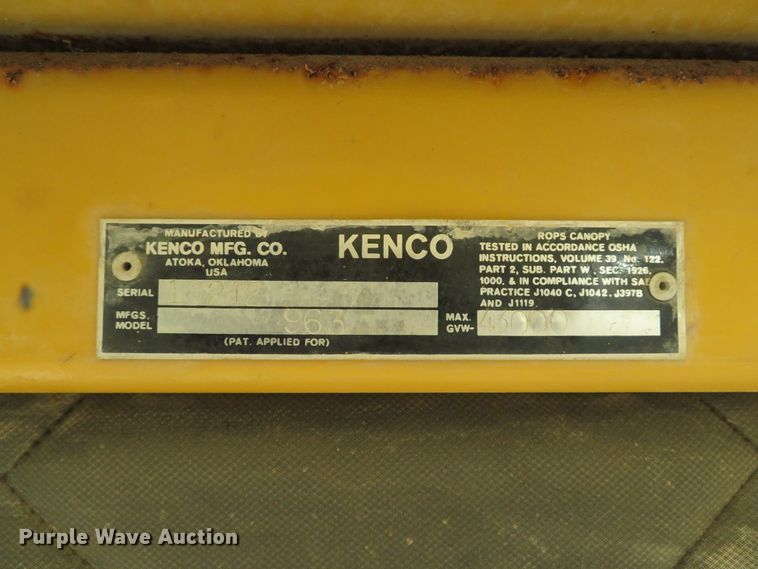 MANUFACTURED BY
KENCO MFG. CO.
ATOKA, OKLAHOMA
USA
KENCO
ROPS CANOPY
TESTED IN ACCORDANCE OSHA
INSTRUCTIONS, VOLUME 39, No. 122,
PART 2, SUB. PART W, SEC. 1926,
1000, & IN COMPLIANCE WITH SAE
PRACTICE J1040 C, J1042, J397B
AND J1119
SERIAL
MFGS.
MODEL 963
MAX.
GVW- 43000
(PAT. APPLIED FOR)
Purple Wave Auction